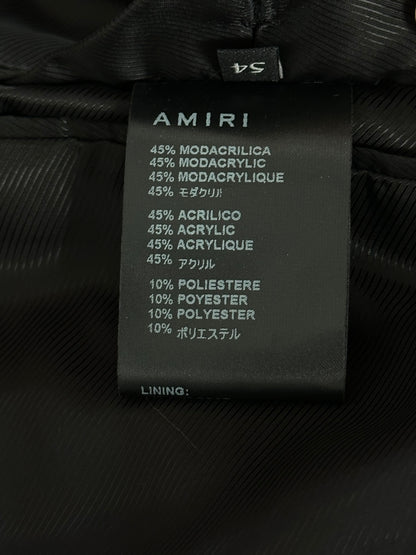 54
AMIRI
45% MODACRILICA
45% MODACRYLIC
45% MODACRYLIQUE
45% モダクリバ
45% ACRILICO
45% ACRYLIC
45% ACRYLIQUE
45% アクリル
10% POLIESTERE
10% POYESTER
10% POLYESTER
10% ポリエステル
LINING: